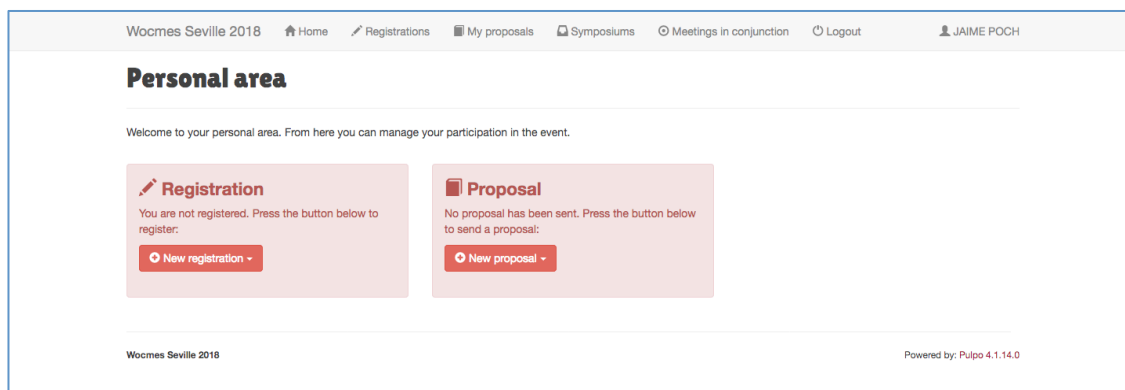 Wocmes Seville 2018 Home Registrations My proposals Symposiums Meetings in conjunction Logout JAIME POCH
Personal area
Welcome to your personal area. From here you can manage your participation in the event.
Registration
You are not registered. Press the button below to
register:
New registration
Proposal
No proposal has been sent. Press the button below
to send a proposal:
New proposal
Wocmes Seville 2018 Powered by: Pulpo 4.1.14.0